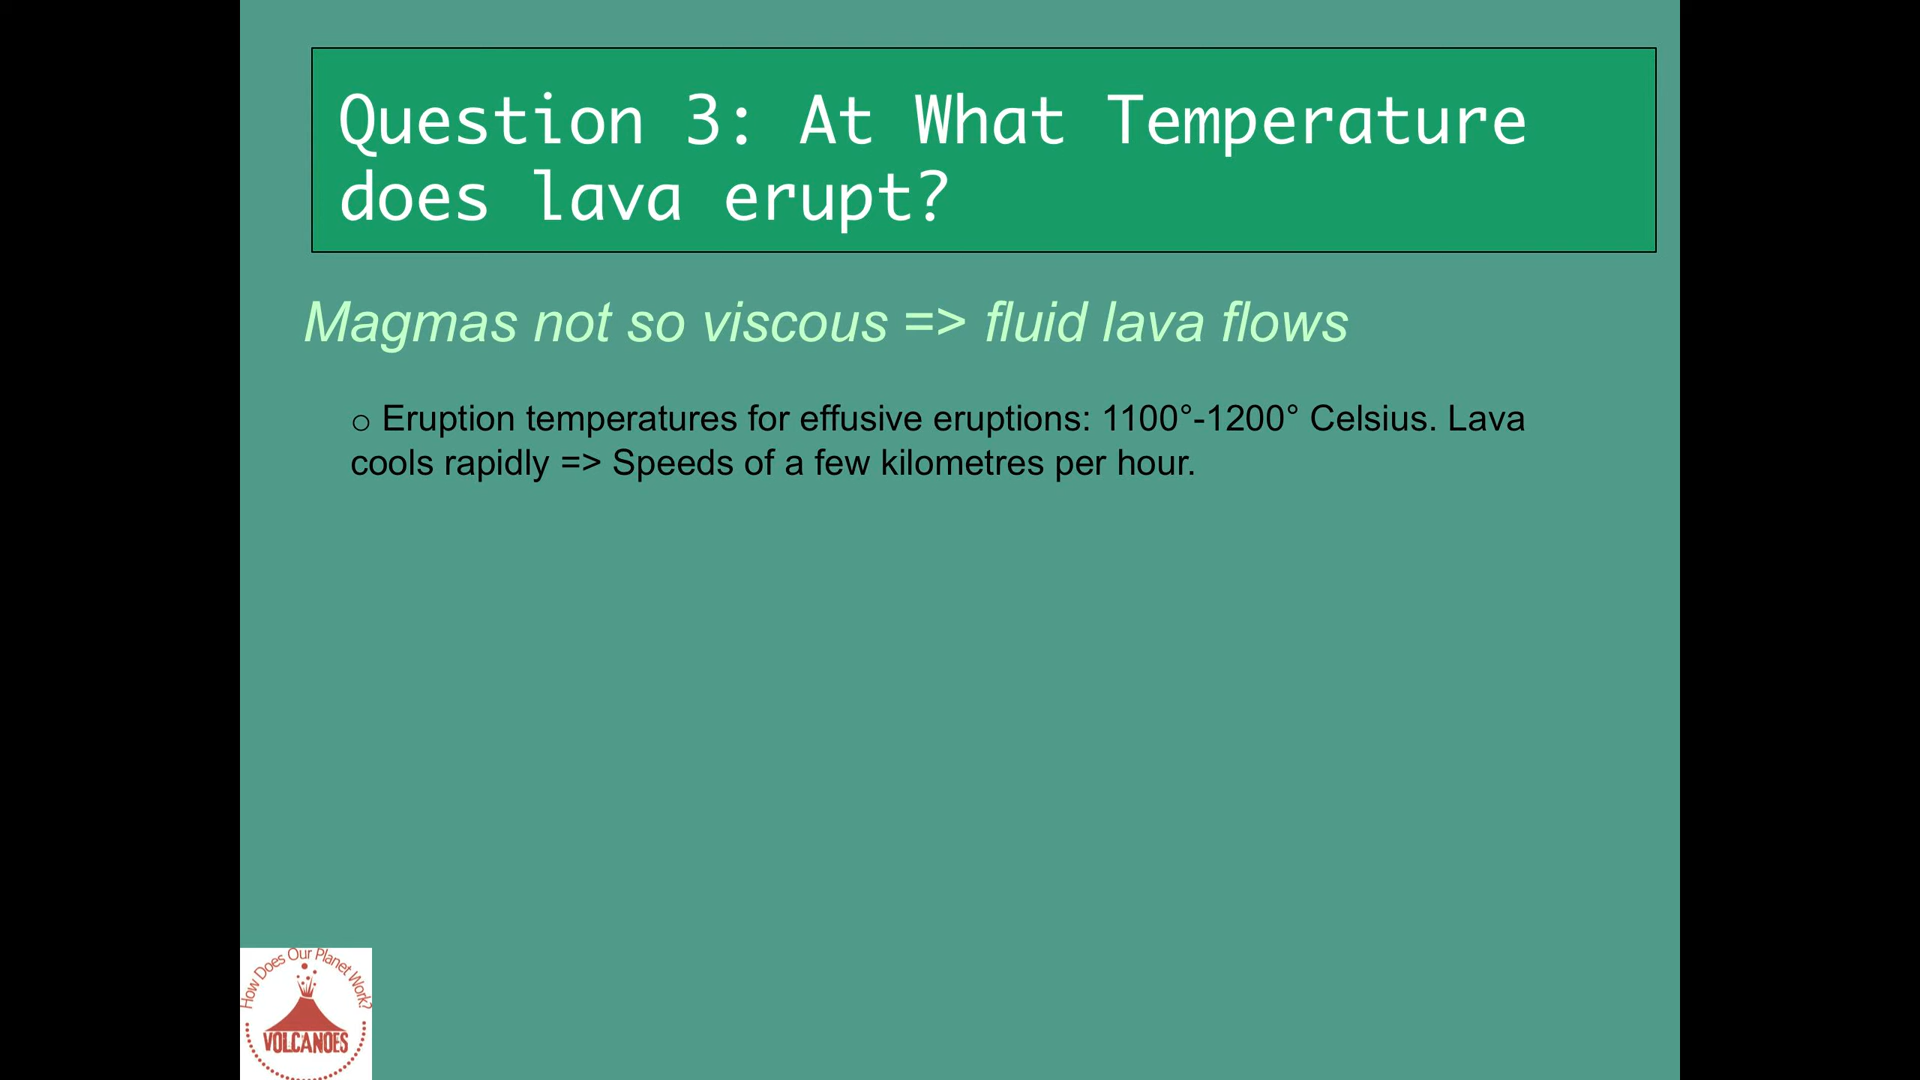 Question 3: At What Temperature
does lava erupt?
Magmas not so viscous => fluid lava flows
o Eruption temperatures for effusive eruptions: 1100°-1200° Celsius. Lava
cools rapidly => Speeds of a few kilometres per hour.
How Does Our Planet Work?
VOLCANOES